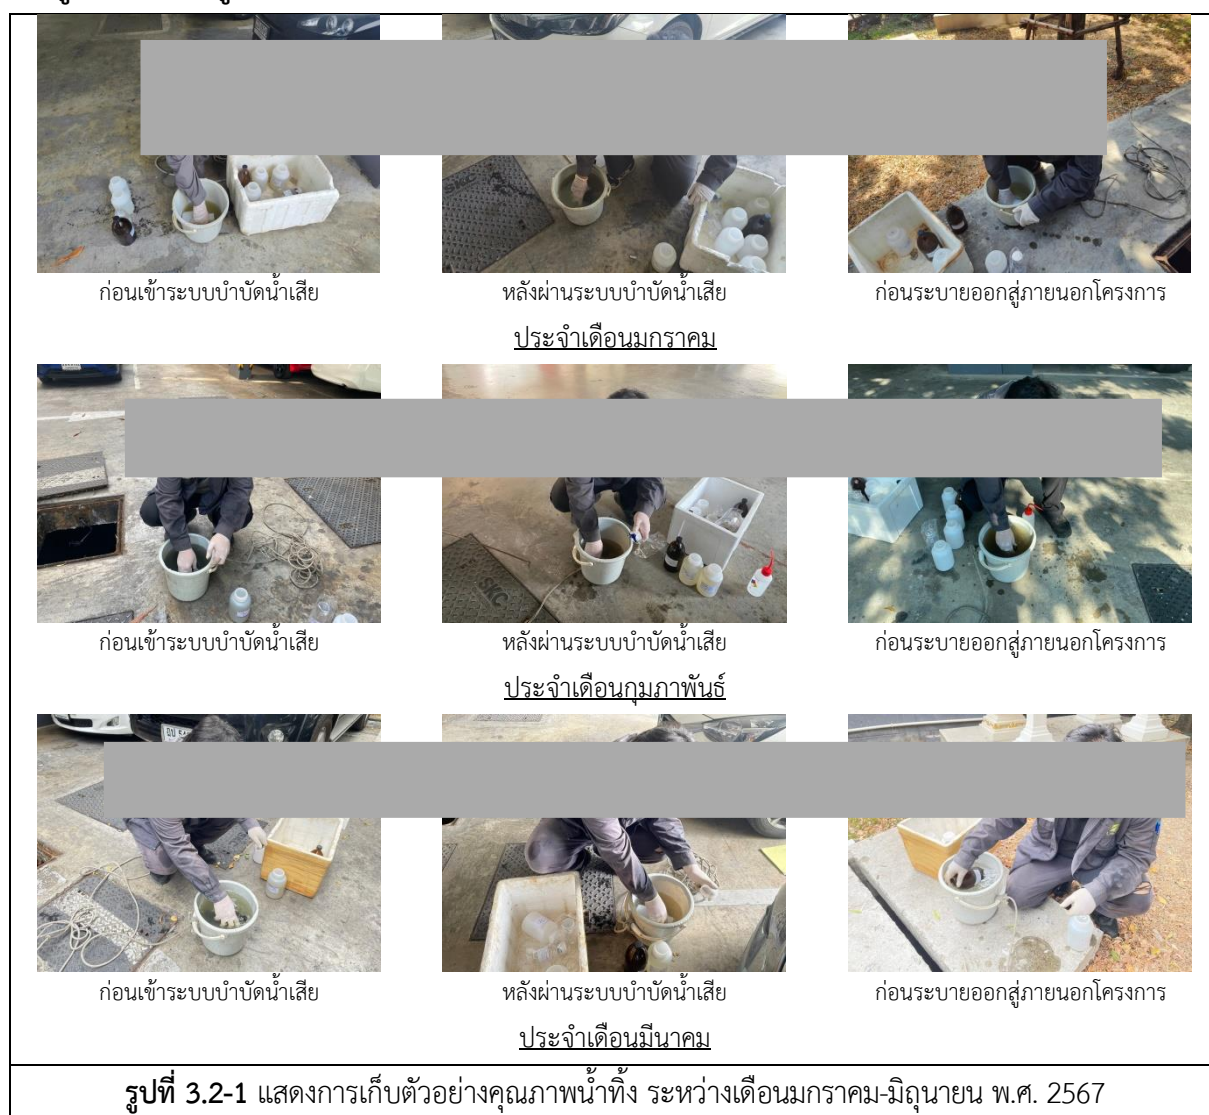 ก่อนเข้าระบบบำบัดน้ำเสีย หลังผ่านระบบบำบัดน้ำเสีย ก่อนระบายออกสู่ภายนอกโครงการ
ประจำเดือนมกราคม
SKC
ก่อนเข้าระบบบำบัดน้ำเสีย หลังผ่านระบบบำบัดน้ำเสีย ก่อนระบายออกสู่ภายนอกโครงการ
ประจำเดือนกุมภาพันธ์
ก่อนเข้าระบบบำบัดน้ำเสีย หลังผ่านระบบบำบัดน้ำเสีย ก่อนระบายออกสู่ภายนอกโครงการ
ประจำเดือนมีนาคม
รูปที่ 3.2-1 แสดงการเก็บตัวอย่างคุณภาพน้ำทิ้ง ระหว่างเดือนมกราคม-มิถุนายน พ.ศ. 2567